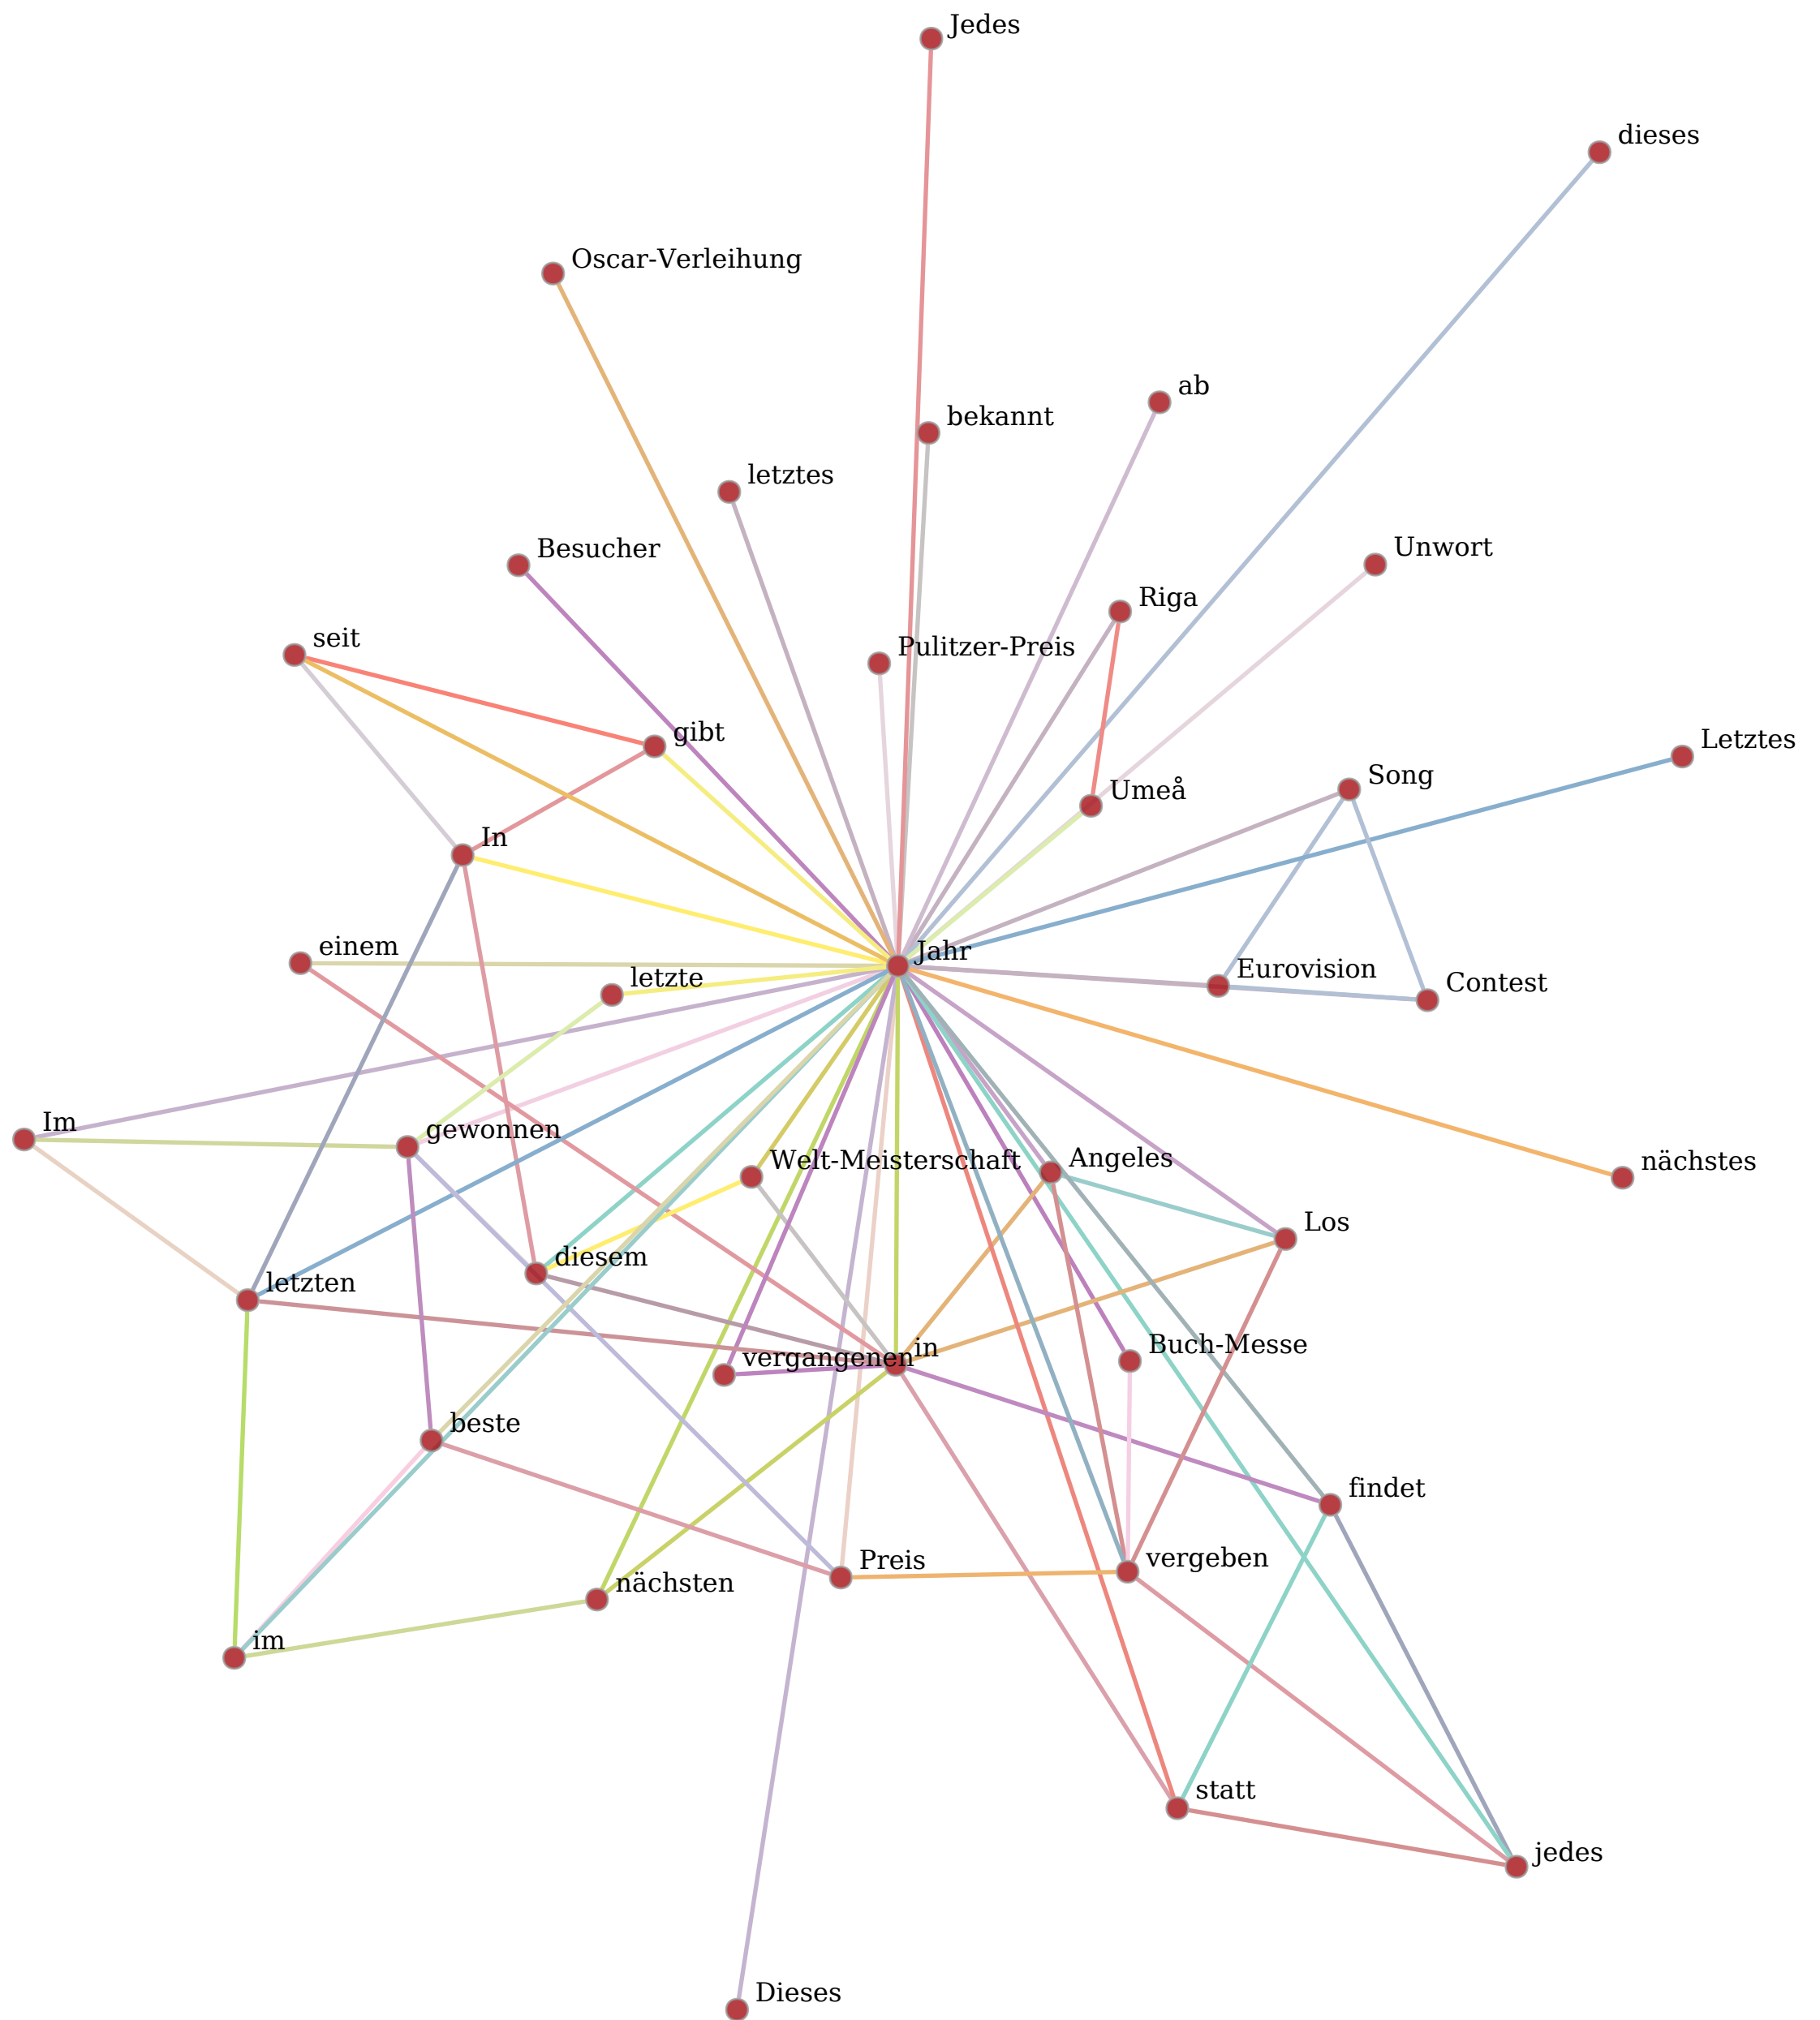 Jedes
dieses
Oscar-Verleihung
ab
bekannt
letztes
Unwort
Besucher
Riga
seit
Pulitzer-Preis
gibt
Letztes
Song
Umeå
In
einem
Jahr
Eurovision
letzte
Contest
Im
gewonnen
Welt-Meisterschaft
Angeles
nächstes
Los
diesem
letzten
Buch-Messe
in
vergangenen
beste
findet
Preis
vergeben
nächsten
im
statt
jedes
Dieses